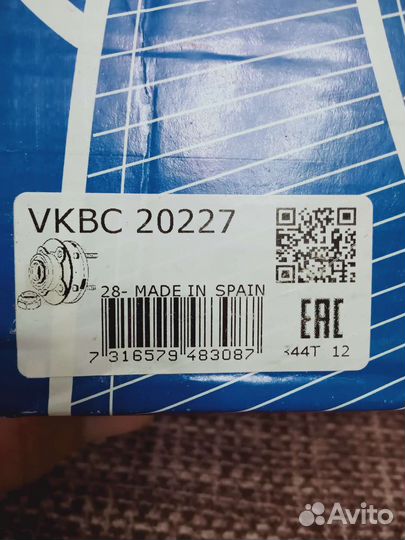 VKBC 20227
28- MADE IN SPAIN
7 316579 483087
EAC
344T 12
Avito